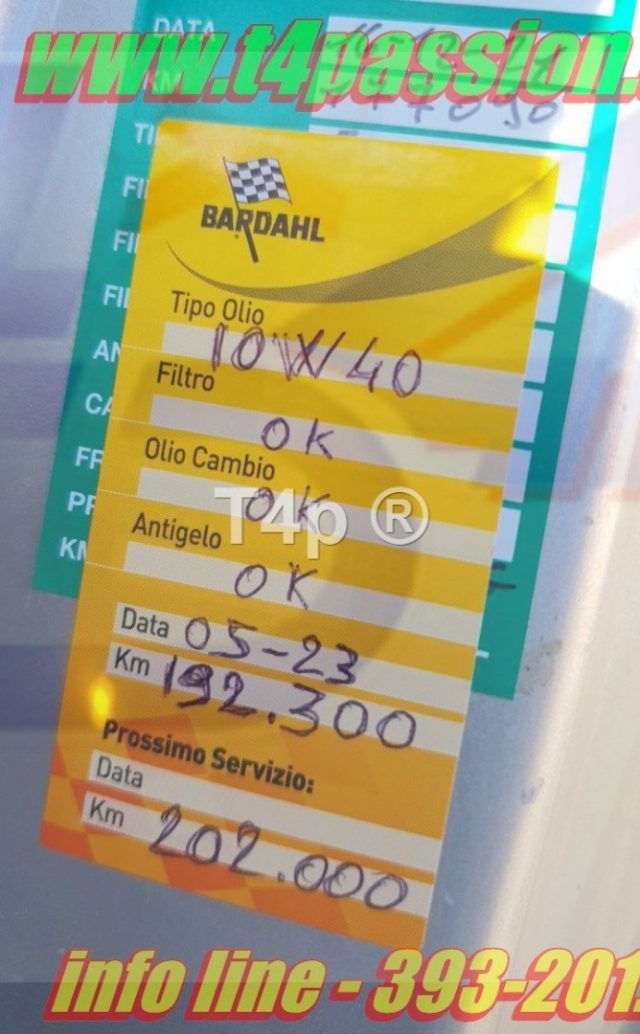 www.t4passion.
DATA
KM
BARDAHL
Tipo Olio
10W40
Filtro
OK
Olio Cambio
OK
T4p ®
Antigelo
OK
Data 05-23
Km 192.300
Prossimo Servizio:
Data
Km 202.000
info line - 393-201